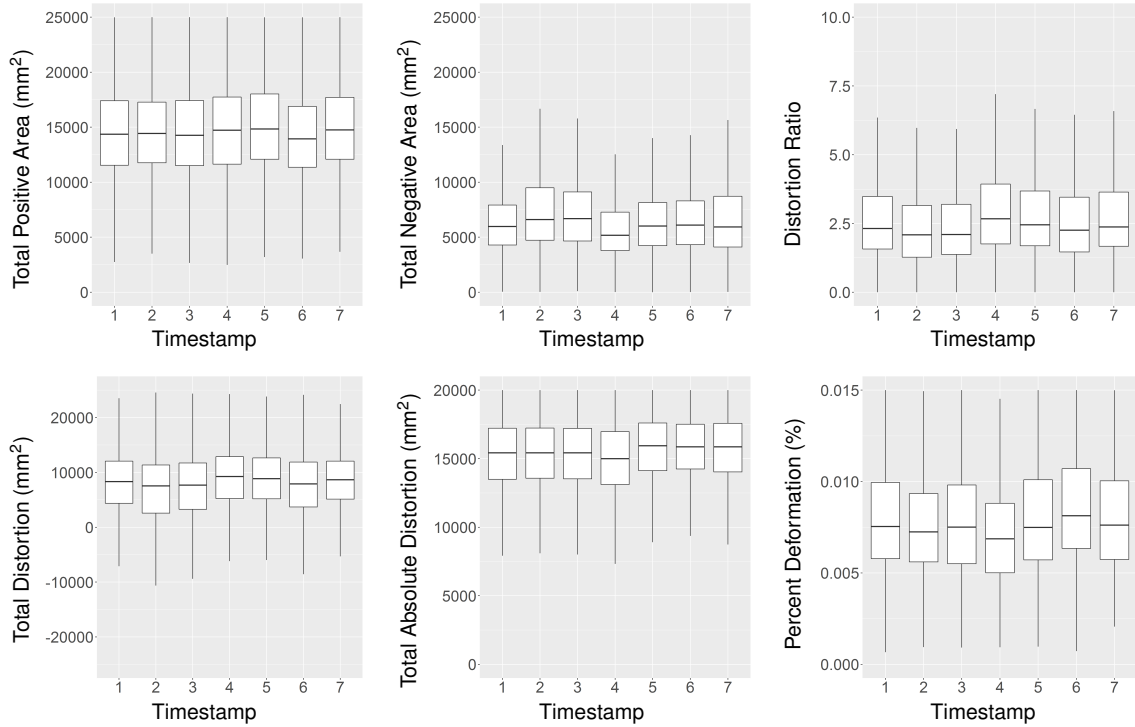 Total Positive Area (mm²)
25000
20000
15000
10000
5000
0
1 2 3 4 5 6 7
Timestamp
Total Negative Area (mm²)
25000
20000
15000
10000
5000
0
1 2 3 4 5 6 7
Timestamp
Distortion Ratio
10.0
7.5
5.0
2.5
0.0
1 2 3 4 5 6 7
Timestamp
Total Distortion (mm²)
20000
10000
0
-10000
-20000
1 2 3 4 5 6 7
Timestamp
Total Absolute Distortion (mm²)
20000
15000
10000
5000
0
1 2 3 4 5 6 7
Timestamp
Percent Deformation (%)
0.015
0.010
0.005
0.000
1 2 3 4 5 6 7
Timestamp